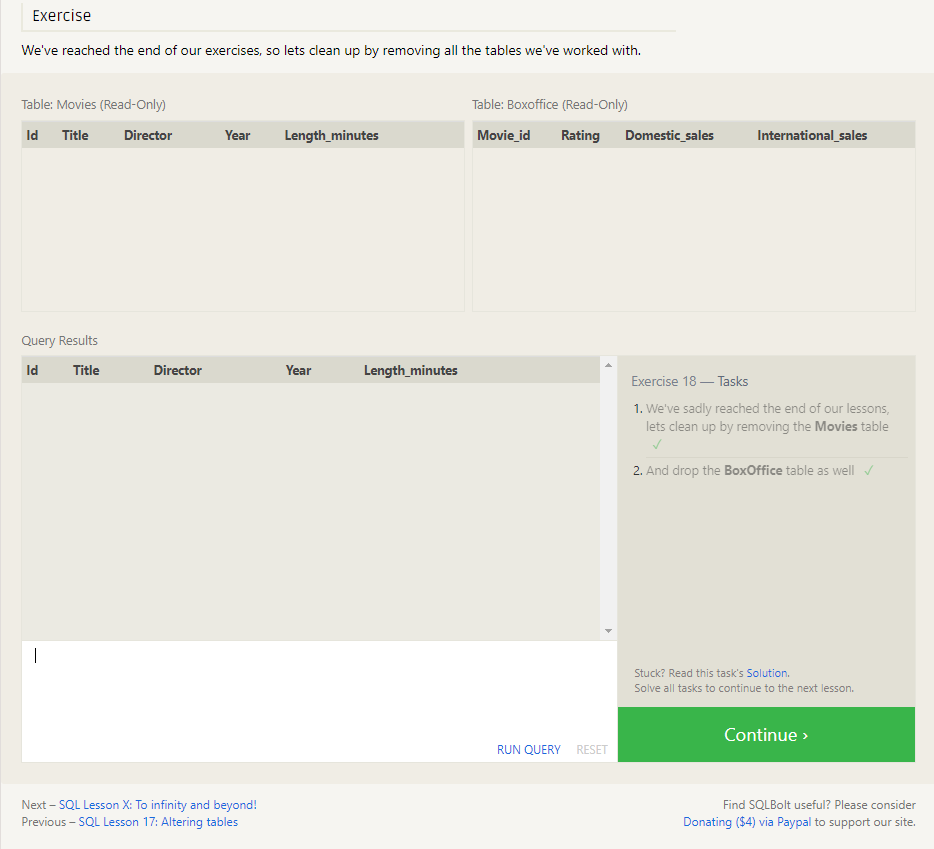 Exercise
We've reached the end of our exercises, so lets clean up by removing all the tables we've worked with.
Table: Movies (Read-Only)
Id Title Director Year Length_minutes
Table: Boxoffice (Read-Only)
Movie_id Rating Domestic_sales International_sales
Query Results
Id Title Director Year Length_minutes
Exercise 18 — Tasks
1. We've sadly reached the end of our lessons,
lets clean up by removing the Movies table
✓
2. And drop the BoxOffice table as well ✓
Stuck? Read this task's Solution.
Solve all tasks to continue to the next lesson.
RUN QUERY RESET
Continue ›
Next – SQL Lesson X: To infinity and beyond!
Previous – SQL Lesson 17: Altering tables
Find SQLBolt useful? Please consider
Donating ($4) via Paypal to support our site.